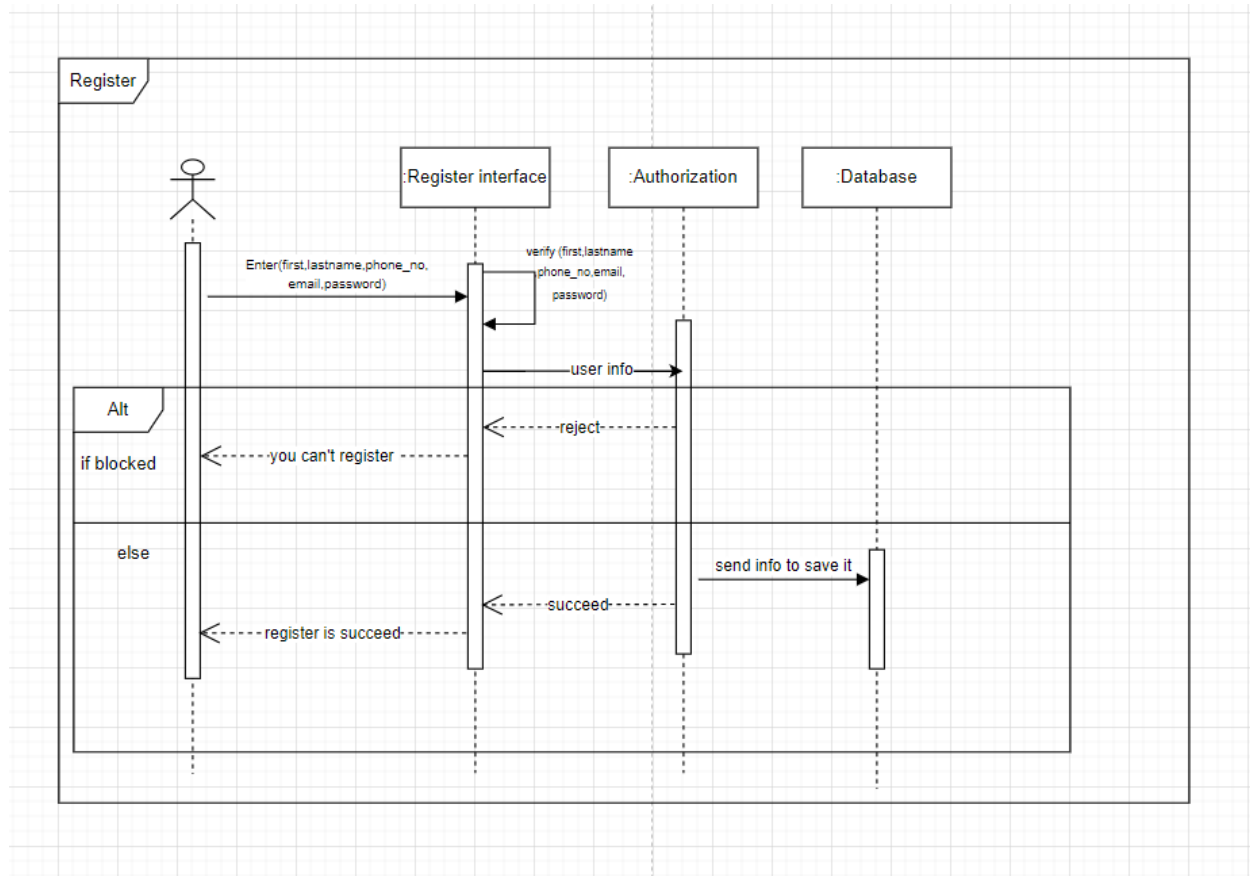 Register
:Register interface
:Authorization
:Database
Enter(first,lastname,phone_no,
email,password)
verify (first,lastname
,phone_no,email,
password)
user info
Alt
reject
if blocked
you can't register
else
send info to save it
succeed
register is succeed